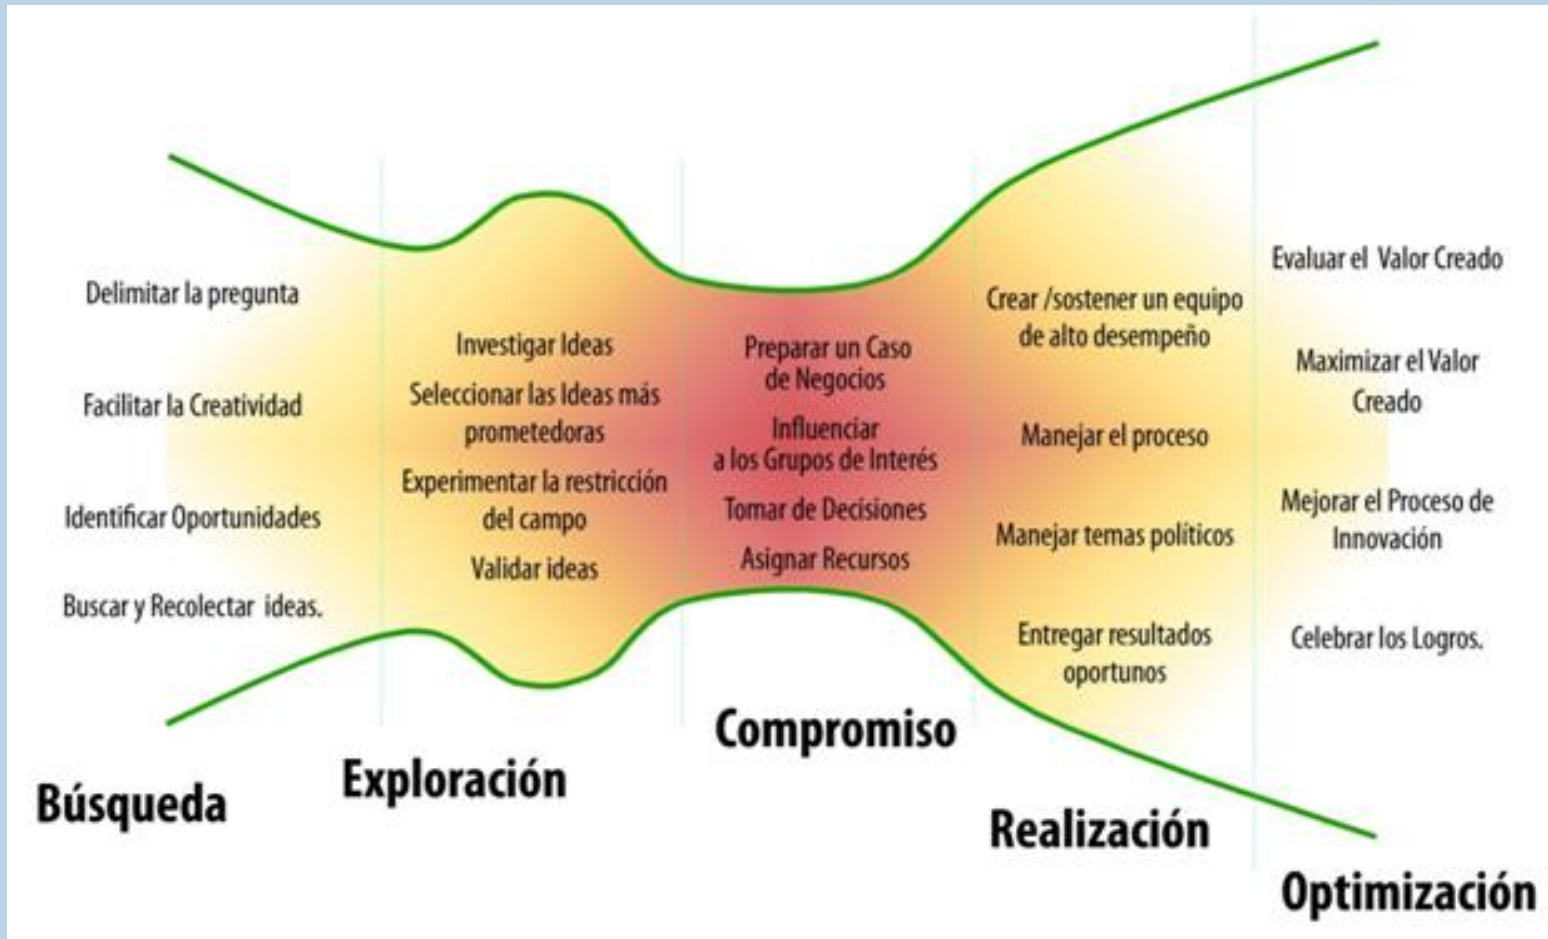 Delimitar la pregunta
Facilitar la Creatividad
Identificar Oportunidades
Buscar y Recolectar ideas.
Búsqueda
Investigar Ideas
Seleccionar las Ideas más
prometedoras
Experimentar la restricción
del campo
Validar ideas
Exploración
Preparar un Caso
de Negocios
Influenciar
a los Grupos de Interés
Tomar de Decisiones
Asignar Recursos
Compromiso
Crear /sostener un equipo
de alto desempeño
Manejar el proceso
Manejar temas políticos
Entregar resultados
oportunos
Realización
Evaluar el Valor Creado
Maximizar el Valor
Creado
Mejorar el Proceso de
Innovación
Celebrar los Logros.
Optimización